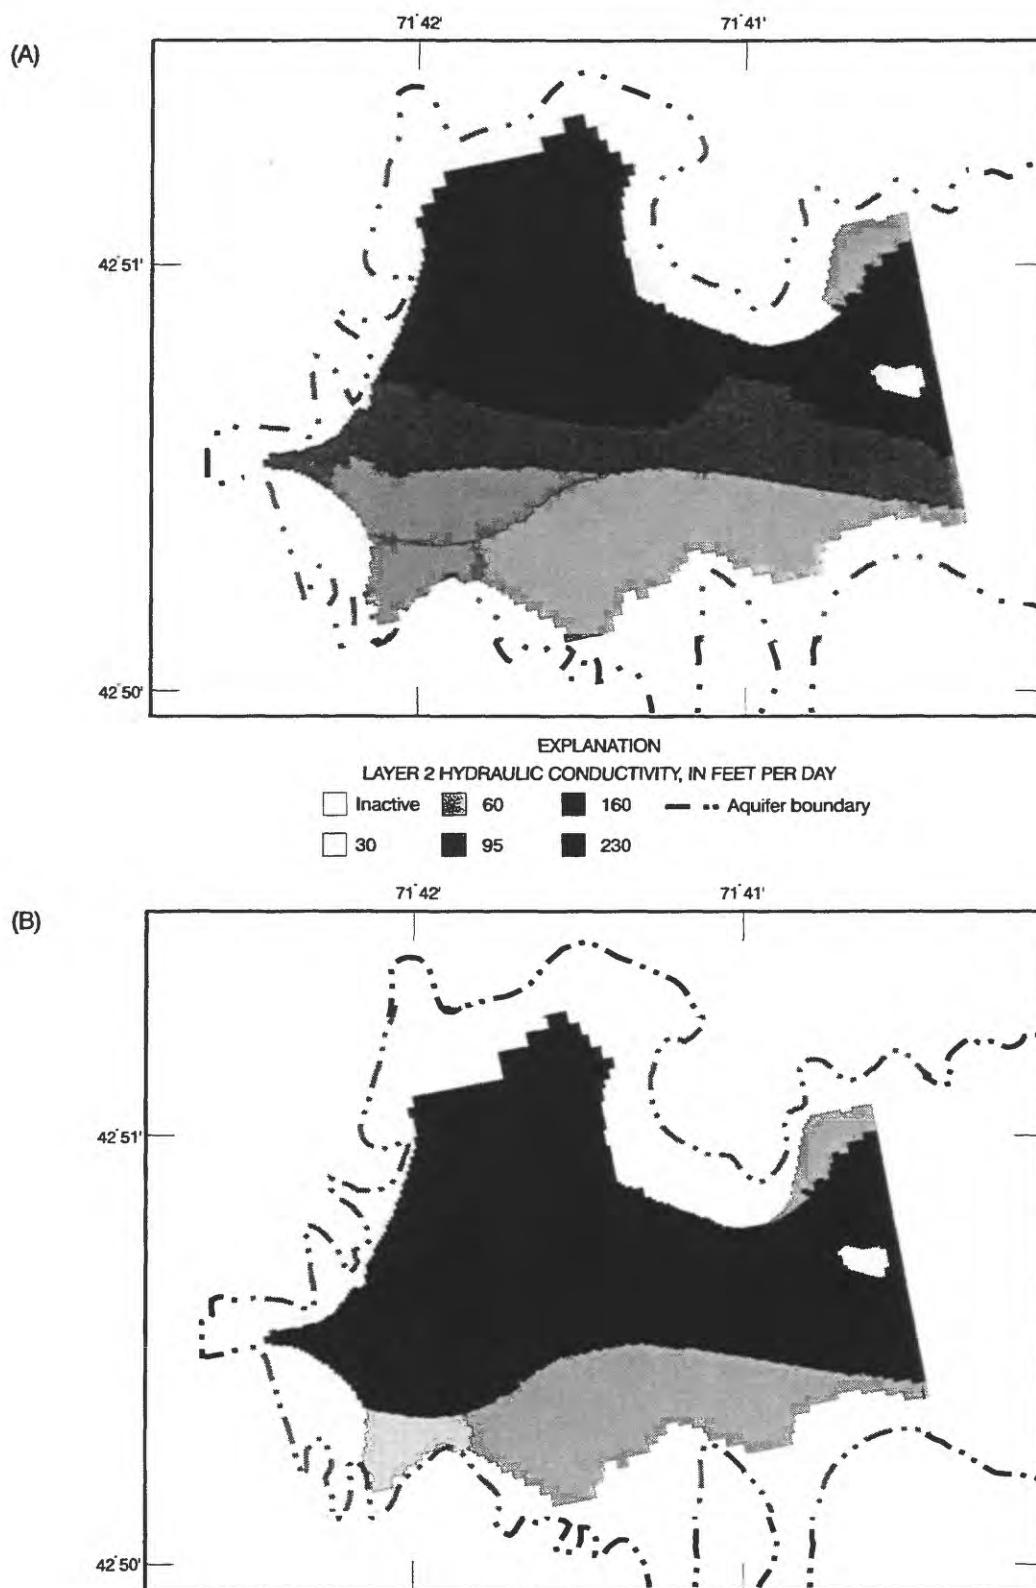 (A)
71°42' 71°41'
42°51'
42°50'
EXPLANATION
LAYER 2 HYDRAULIC CONDUCTIVITY, IN FEET PER DAY
Inactive 60 160 Aquifer boundary
30 95 230
(B)
71°42' 71°41'
42°51'
42°50'